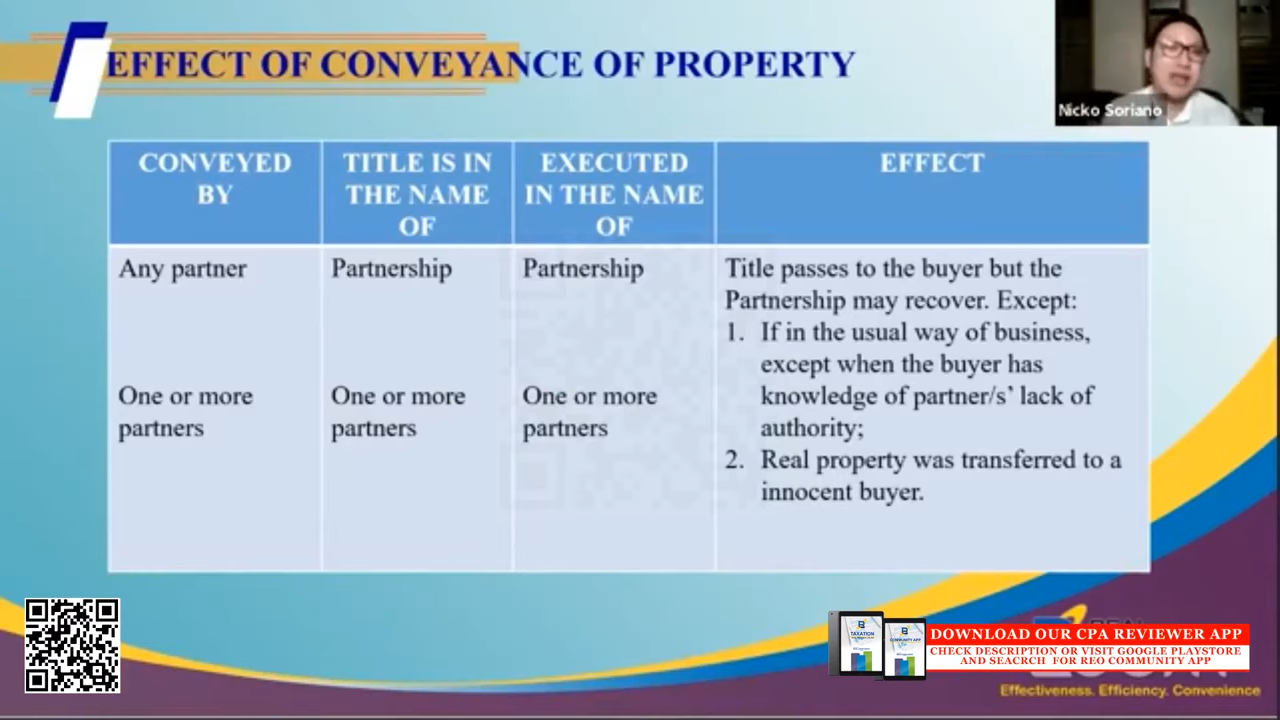 EFFECT OF CONVEYANCE OF PROPERTY
Nicko Soriano
CONVEYED
BY
TITLE IS IN
THE NAME
OF
EXECUTED
IN THE NAME
OF
EFFECT
Any partner
Partnership
Partnership
Title passes to the buyer but the
Partnership may recover. Except:
1. If in the usual way of business,
except when the buyer has
knowledge of partner/s' lack of
authority;
2. Real property was transferred to a
innocent buyer.
One or more
partners
One or more
partners
One or more
partners
TAXATION
DOWNLOAD OUR CPA REVIEWER APP
CHECK DESCRIPTION OR VISIT GOOGLE PLAYSTORE
AND SEACRCH FOR REO COMMUNITY APP
Effectiveness. Efficiency. Convenience